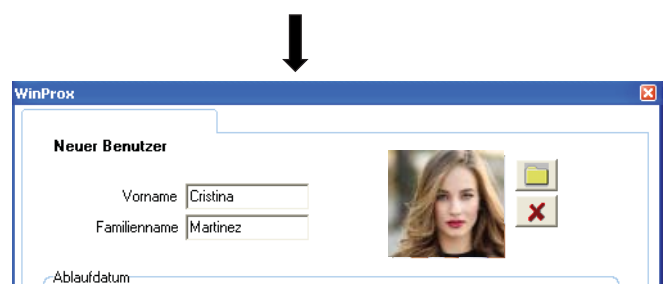 WinProx
Neuer Benutzer
Vorname Cristina
Familienname Martinez
Ablaufdatum